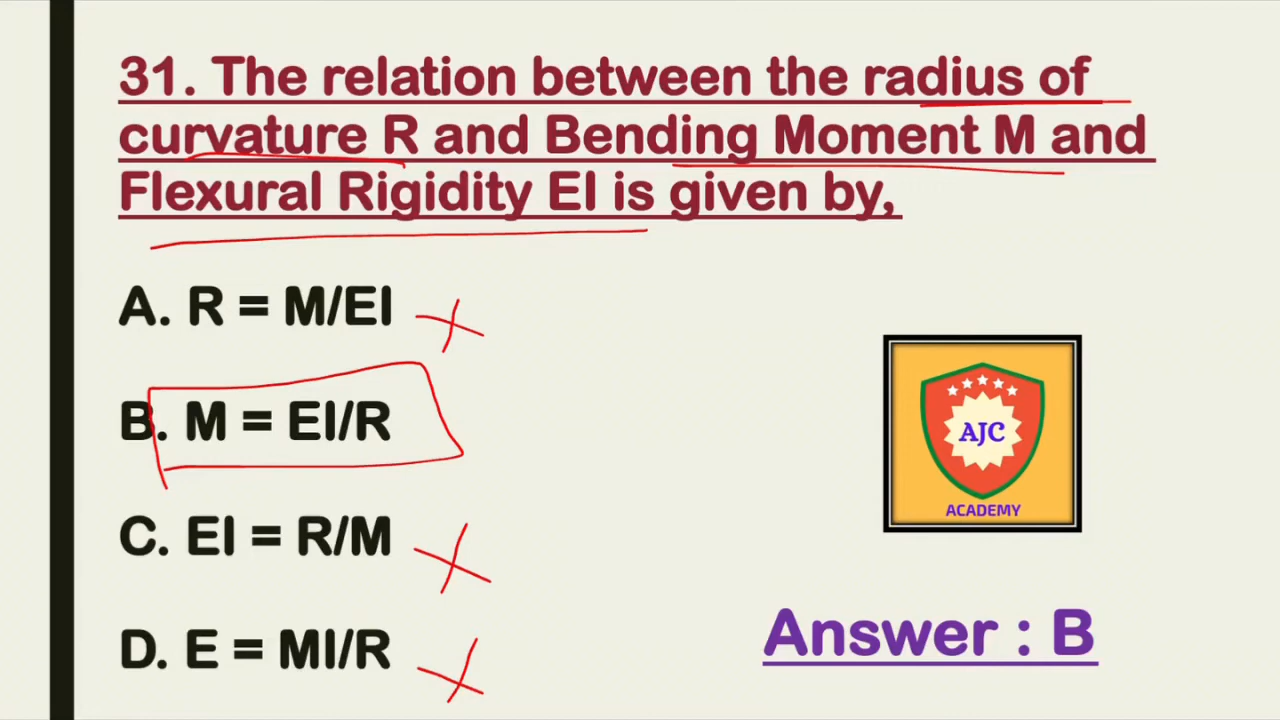 31. The relation between the radius of
curvature R and Bending Moment M and
Flexural Rigidity EI is given by,
A. R = M/EI
B. M = EI/R
C. EI = R/M
D. E = MI/R
AJC
ACADEMY
Answer : B